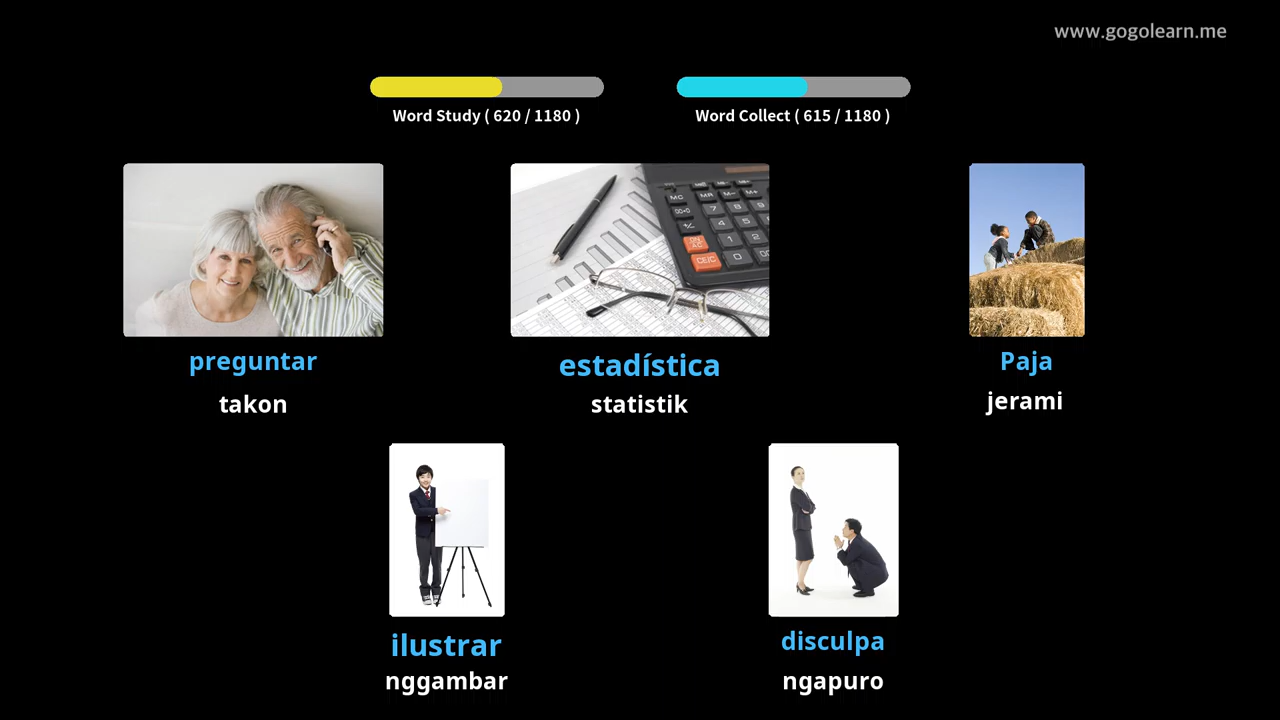 www.gogolearn.me
Word Study ( 620 / 1180 )
Word Collect ( 615 / 1180 )
preguntar
takon
estadística
statistik
Paja
jerami
ilustrar
nggambar
disculpa
ngapuro